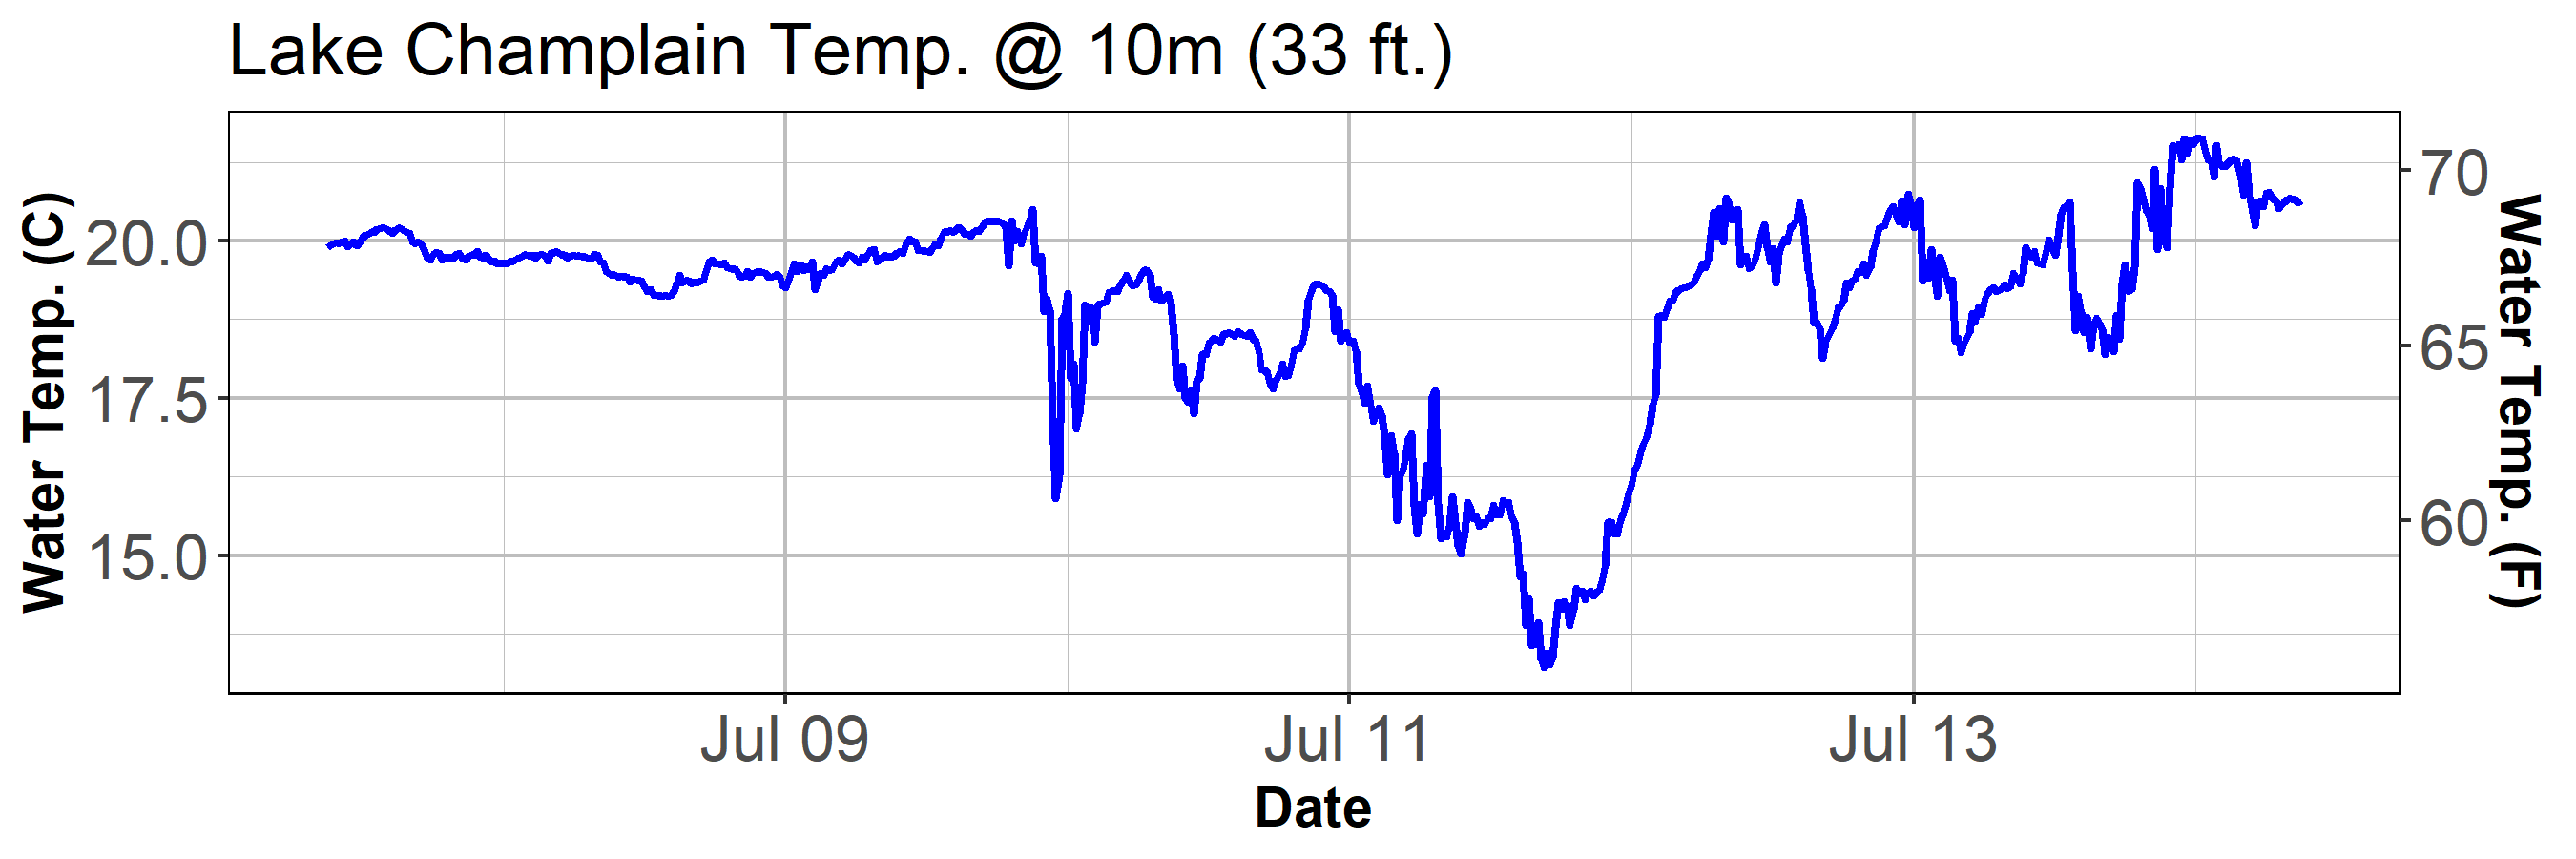 Lake Champlain Temp. @ 10m (33 ft.)
Water Temp. (C)
20.0
17.5
15.0
70
65
60
Water Temp. (F)
Jul 09
Jul 11
Jul 13
Date